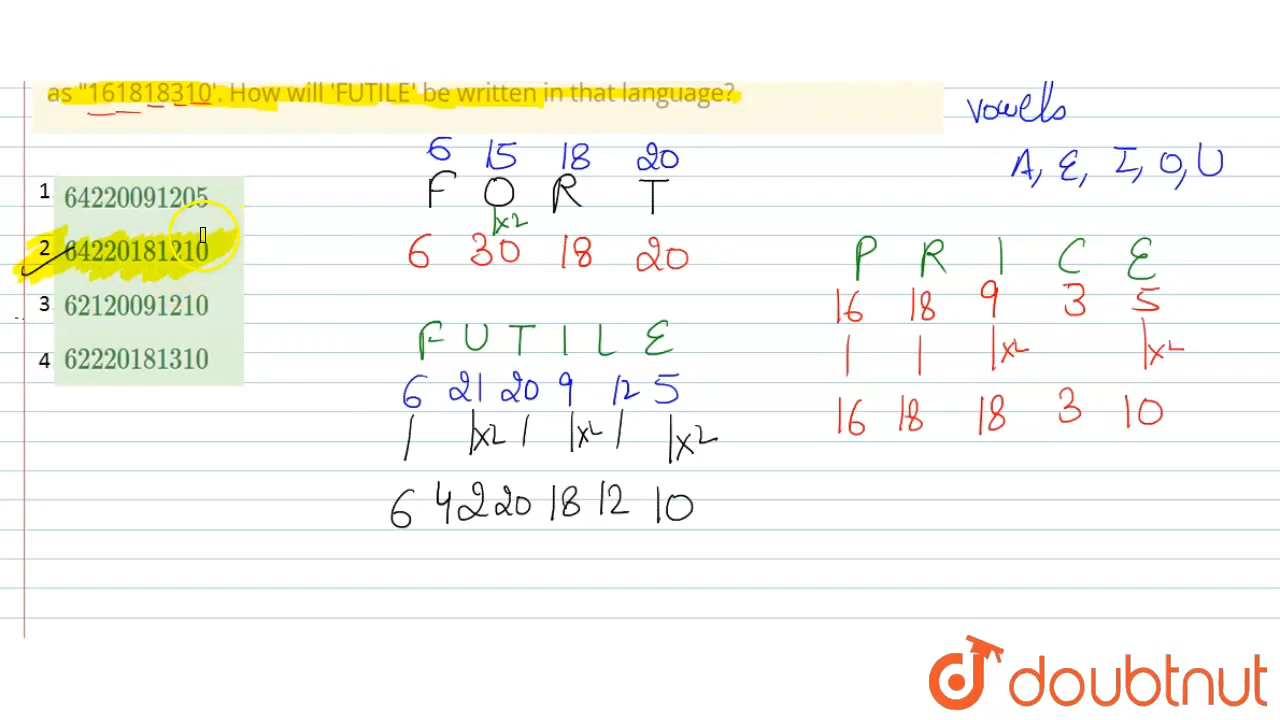 as "161818310'. How will 'FUTILE' be written in that language?
vowels
A, E, I, O, U
1 64220091205
2 64220181210
3 62120091210
4 62220181310
6 15 18 20
F O R T
x2
6 30 18 20
F U T I L E
6 21 20 9 12 5
x2 x2 x2
6 42 20 18 12 10
P R I C E
16 18 9 3 5
x2 x2
16 18 18 3 10
doubtnut